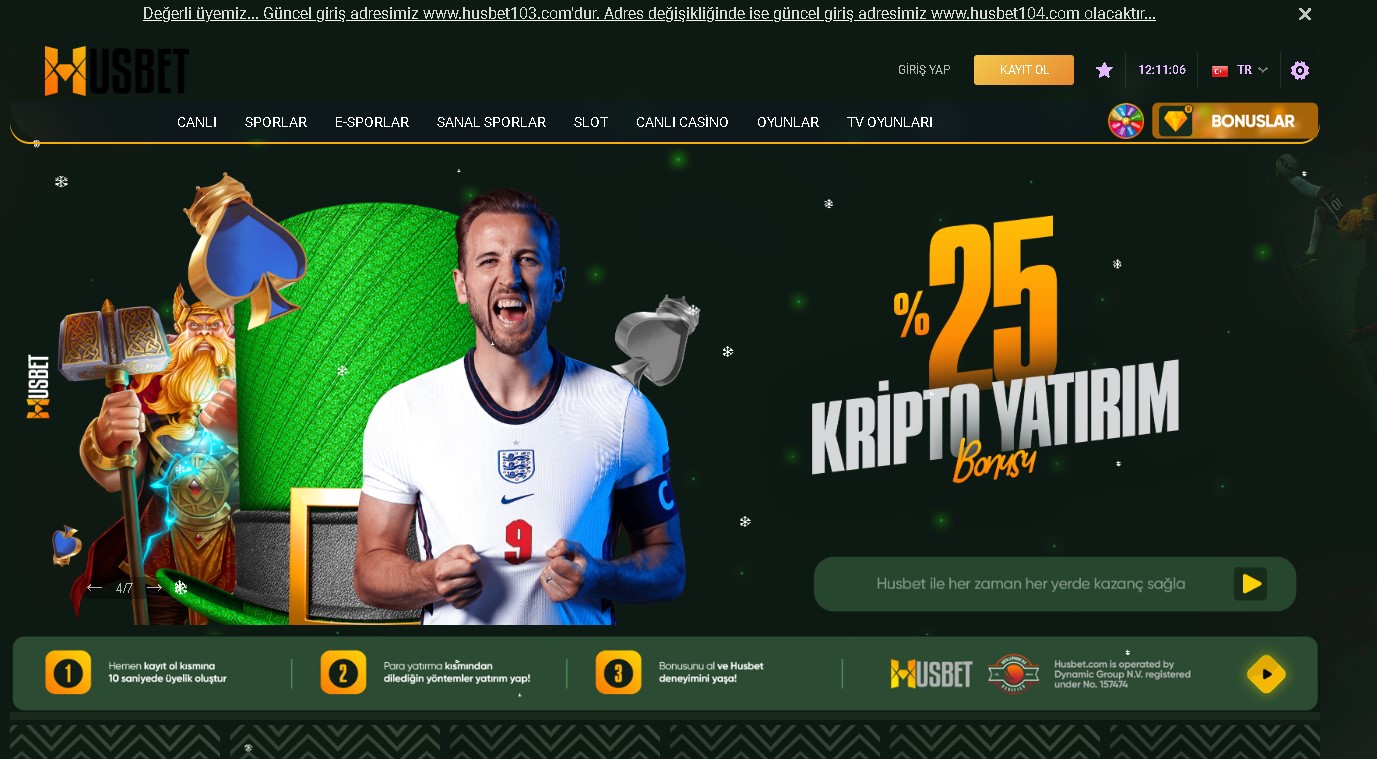 Değerli üyemiz... Güncel giriş adresimiz www.husbet103.com'dur. Adres değişikliğinde ise güncel giriş adresimiz www.husbet104.com olacaktır...
HUSBET
GİRİŞ YAP
KAYIT OL
12:11:06
TR
CANLI
SPORLAR
E-SPORLAR
SANAL SPORLAR
SLOT
CANLI CASİNO
OYUNLAR
TV OYUNLARI
BONUSLAR
HUSBET
9
C
%25
KRİPTO YATIRIM
Bonusu
4/7
Husbet ile her zaman her yerde kazanç sağla
1
Hemen kayıt ol kısmına
10 saniyede üyelik oluştur
2
Para yatırma kısmından
dilediğin yöntemler yatırım yap!
3
Bonusunu al ve Husbet
deneyimini yaşa!
HUSBET
Husbet.com is operated by
Dynamic Group N.V. registered
under No. 157474